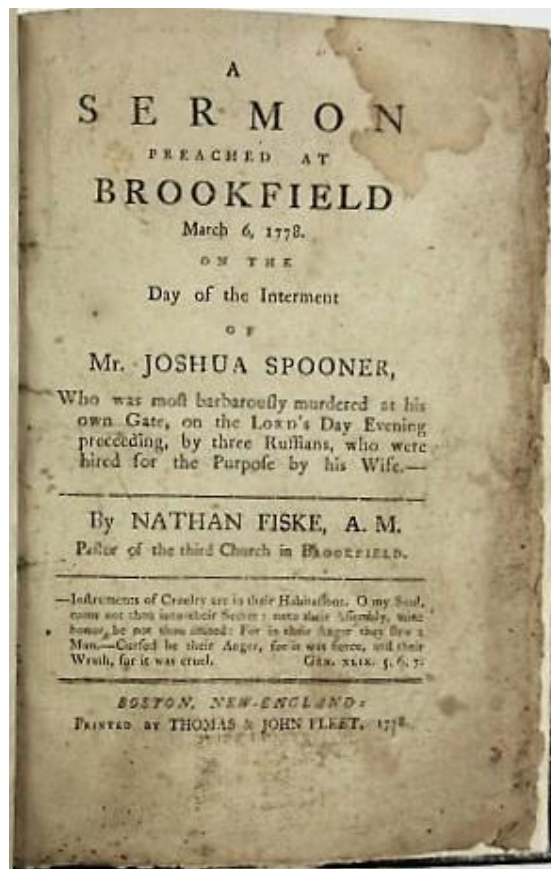 A
SERMON
PREACHED AT
BROOKFIELD
March 6, 1778.
ON THE
Day of the Interment
OF
Mr. JOSHUA SPOONER,
Who was moſt barbarouſly murdered at his
own Gate, on the LORD's Day Evening
preceeding, by three Ruffians, who were
hired for the Purpoſe by his Wife.—
By NATHAN FISKE, A. M.
Paſtor of the third Church in BROOKFIELD.
—Inſtruments of Cruelty are in their Habitations. O my Soul,
come not thou into their Secret: unto their Aſſembly, mine
honor, be not thou united: For in their Anger they ſlew a
Man.—Curſed be their Anger, for it was fierce, and their
Wrath, for it was cruel. GEN. XLIX. 5, 6, 7.
BOSTON, NEW-ENGLAND:
PRINTED BY THOMAS & JOHN FLEET, 1778.